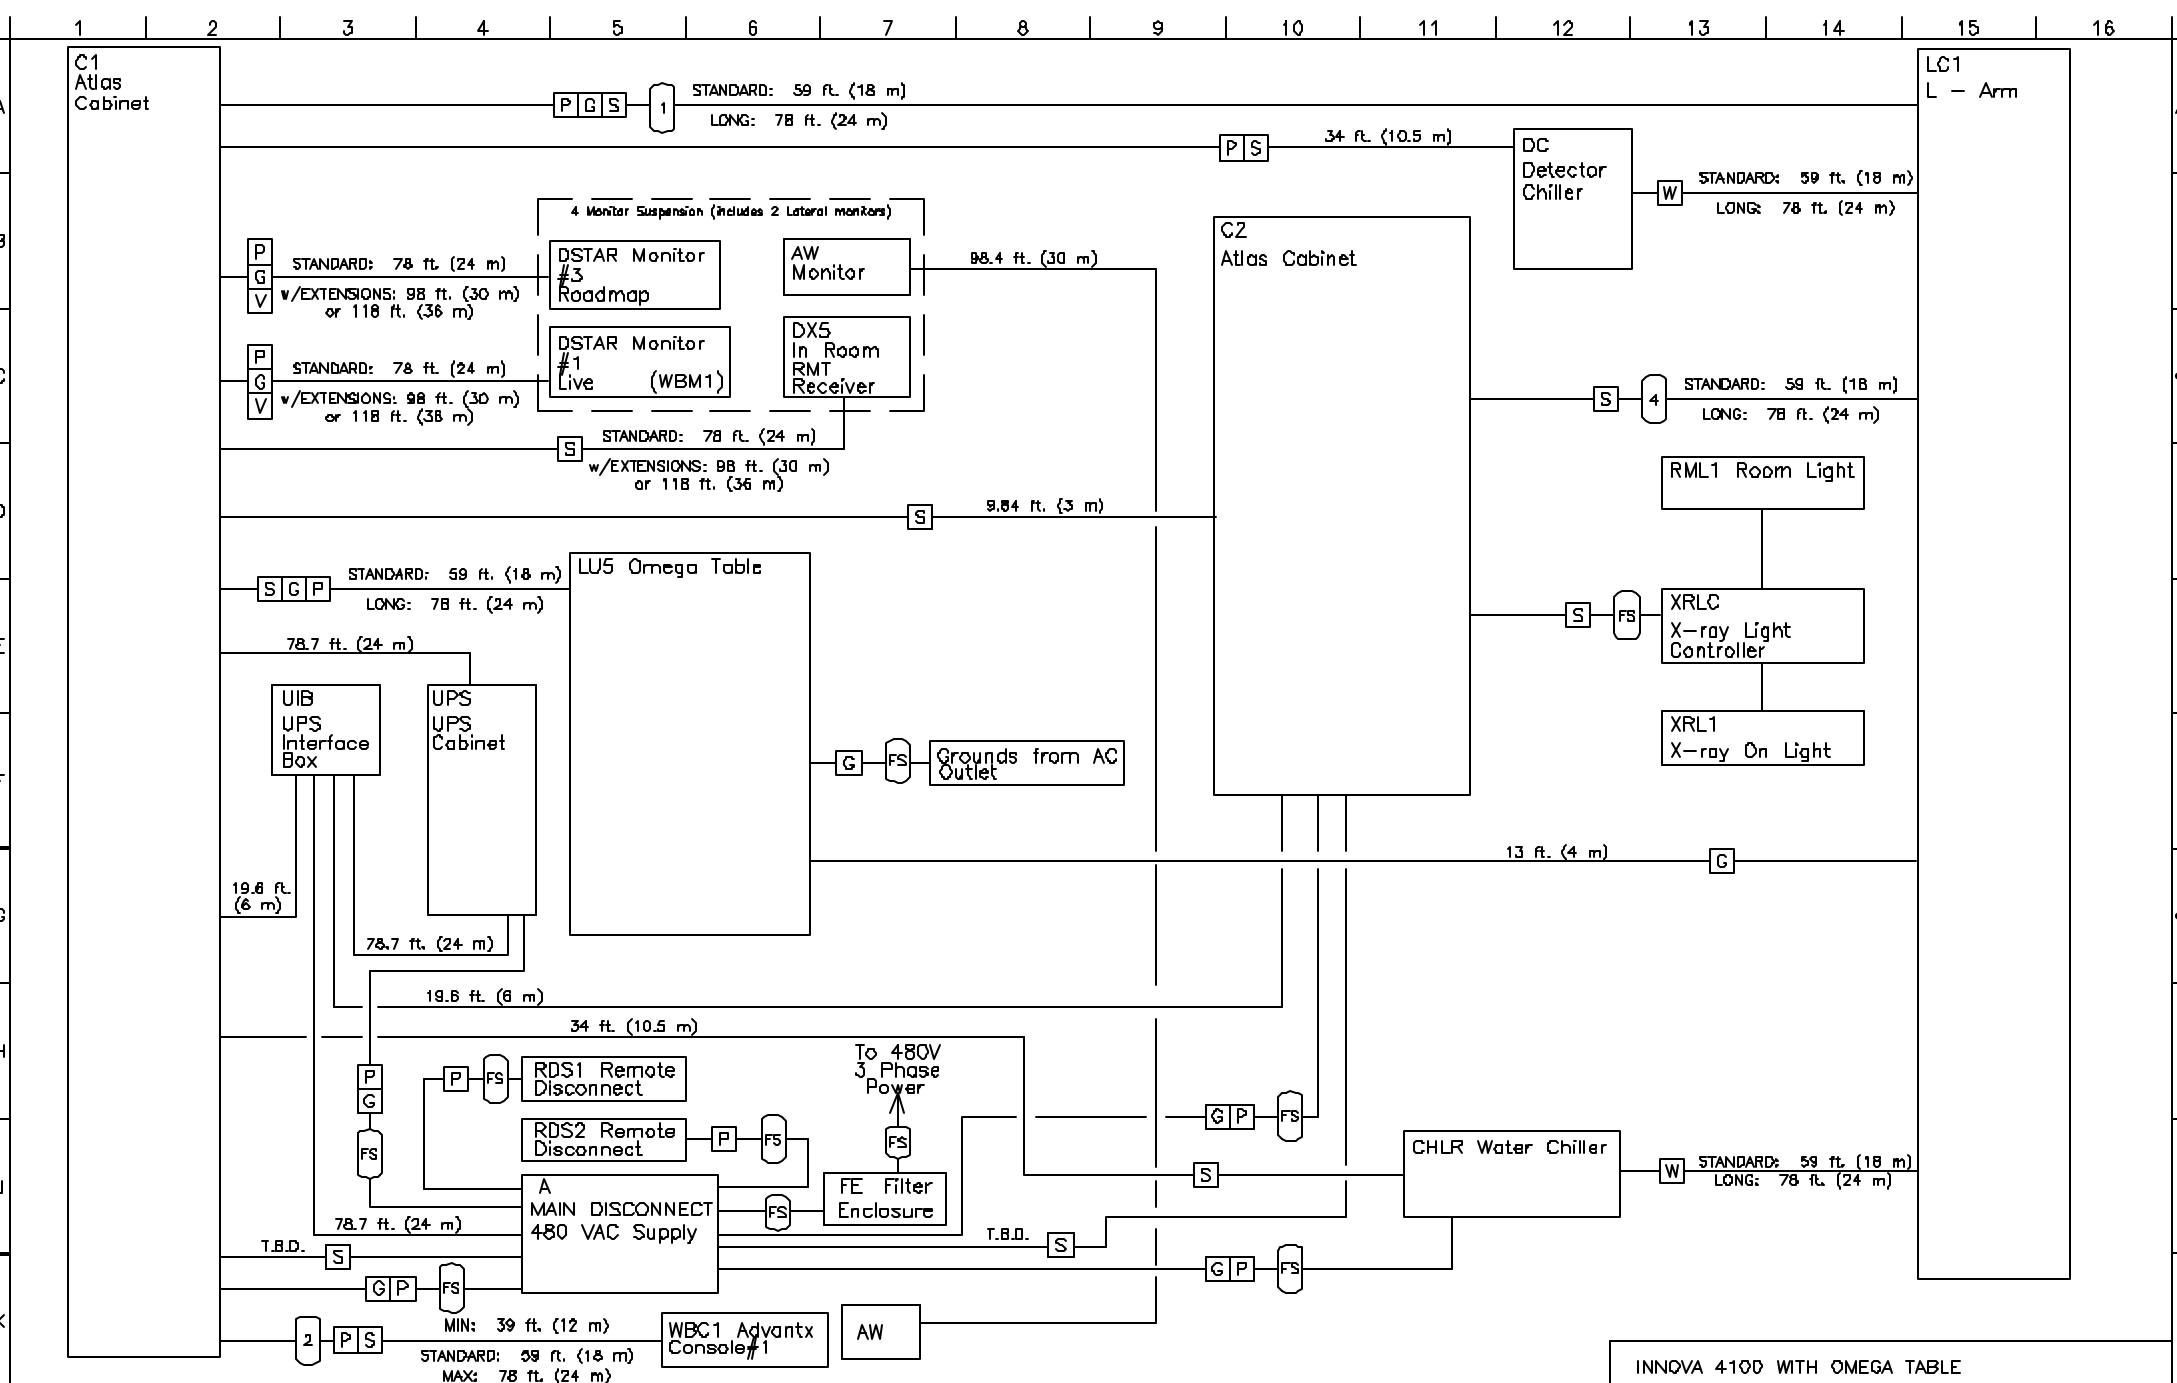 1 2 3 4 5 6 7 8 9 10 11 12 13 14 15 16
C1
Atlas
Cabinet
P G S
1
STANDARD: 59 ft. (18 m)
LONG: 78 ft. (24 m)
LC1
L - Arm
P S
34 ft. (10.5 m)
DC
Detector
Chiller
W
STANDARD: 59 ft. (18 m)
LONG: 78 ft. (24 m)
4 Monitor Suspension (includes 2 Lateral monitors)
P
G
V
STANDARD: 78 ft. (24 m)
w/EXTENSIONS: 98 ft. (30 m)
or 118 ft. (36 m)
DSTAR Monitor
#3
Roadmap
AW
Monitor
98.4 ft. (30 m)
C2
Atlas Cabinet
P
G
V
STANDARD: 78 ft. (24 m)
w/EXTENSIONS: 98 ft. (30 m)
or 118 ft. (36 m)
DSTAR Monitor
#1
Live (WBM1)
DX5
In Room
RMT
Receiver
S
4
STANDARD: 59 ft. (18 m)
LONG: 78 ft. (24 m)
S
STANDARD: 78 ft. (24 m)
w/EXTENSIONS: 98 ft. (30 m)
or 118 ft. (36 m)
RML1 Room Light
S
9.84 ft. (3 m)
S G P
STANDARD: 59 ft. (18 m)
LONG: 78 ft. (24 m)
LU5 Omega Table
S
FS
XRLC
X-ray Light
Controller
78.7 ft. (24 m)
UIB
UPS
Interface
Box
UPS
UPS
Cabinet
XRL1
X-ray On Light
G
FS
Grounds from AC
Outlet
13 ft. (4 m)
G
19.6 ft.
(6 m)
78.7 ft. (24 m)
19.6 ft. (6 m)
34 ft. (10.5 m)
To 480V
3 Phase
Power
P
G
FS
P
FS
RDS1 Remote
Disconnect
RDS2 Remote
Disconnect
P
FS
FS
G P
FS
CHLR Water Chiller
W
STANDARD: 59 ft. (18 m)
LONG: 78 ft. (24 m)
S
A
MAIN DISCONNECT
480 VAC Supply
FS
FE Filter
Enclosure
78.7 ft. (24 m)
T.B.D.
S
T.B.D.
S
G P
FS
G P
FS
2
P S
MIN: 39 ft. (12 m)
STANDARD: 59 ft. (18 m)
MAX: 78 ft. (24 m)
WBC1 Advantx
Console#1
AW
INNOVA 4100 WITH OMEGA TABLE